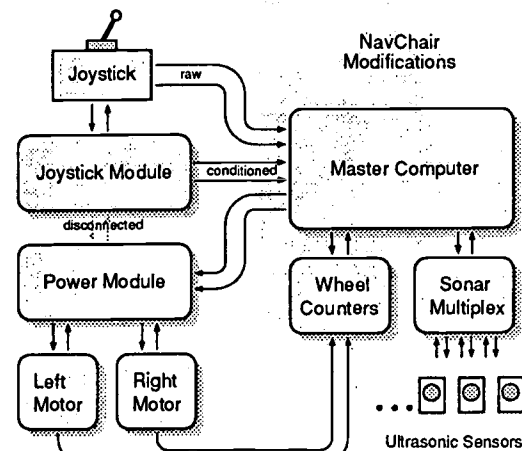 NavChair
Modifications
Joystick
raw
Joystick Module
conditioned
Master Computer
disconnected
Power Module
Wheel
Counters
Sonar
Multiplex
Left
Motor
Right
Motor
Ultrasonic Sensors